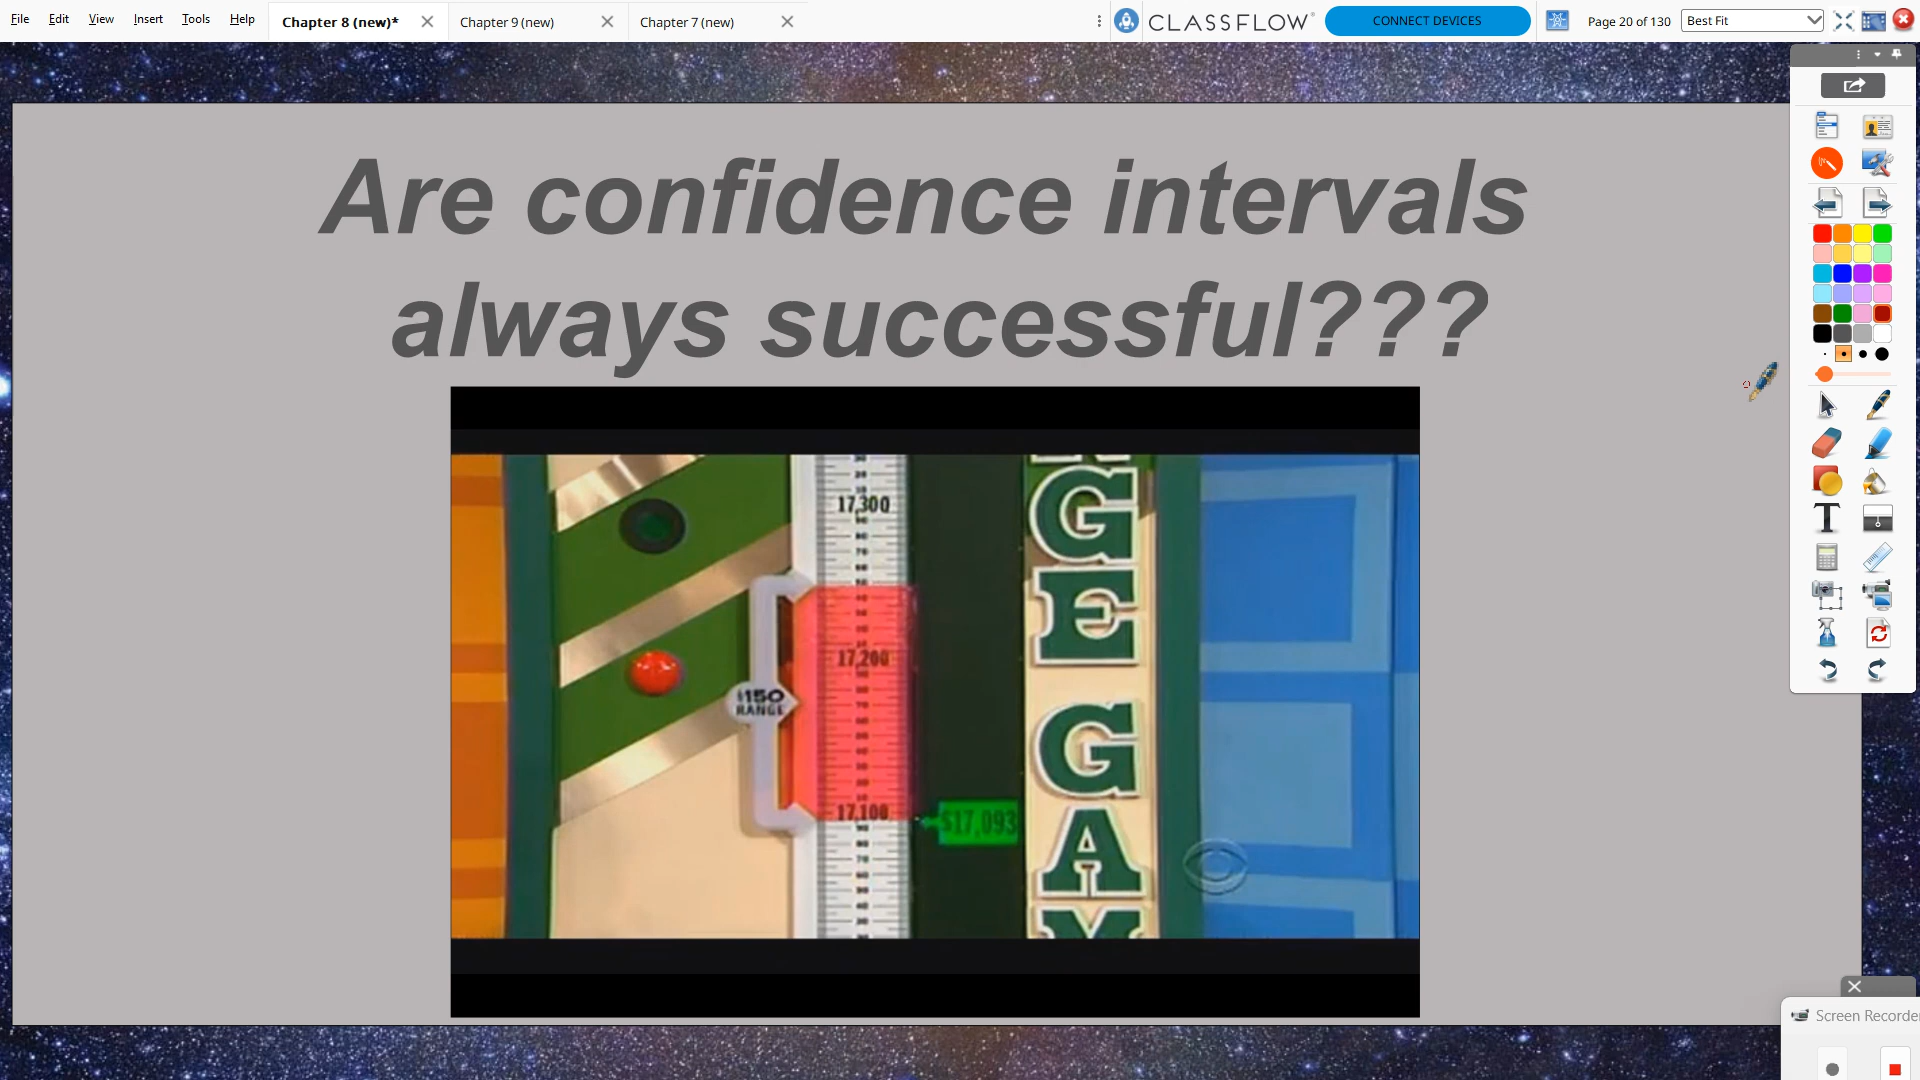 File Edit View Insert Tools Help Chapter 8 (new)* Chapter 9 (new) Chapter 7 (new) CLASSFLOW CONNECT DEVICES Page 20 of 130 Best Fit
Are confidence intervals
always successful???
17,300
GE GAM
17,200
$150
RANGE
17,100
$17,093
T
Screen Recorder